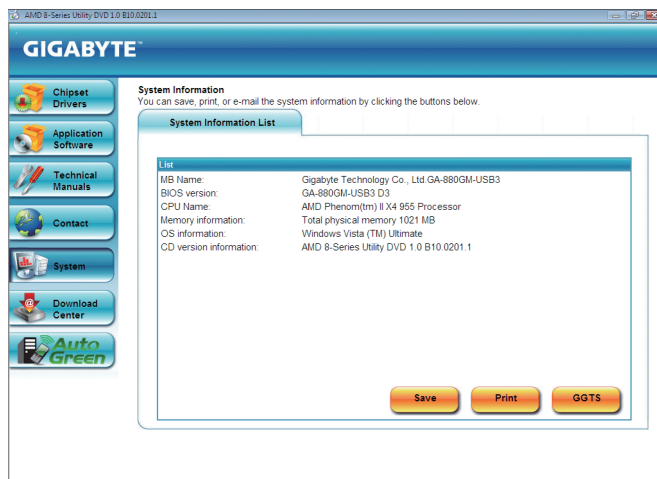 AMD 8-Series Utility DVD 1.0 B10.0201.1
GIGABYTE™
Chipset
Drivers
Application
Software
Technical
Manuals
Contact
System
Download
Center
Auto
Green
System Information
You can save, print, or e-mail the system information by clicking the buttons below.
System Information List
List
MB Name: Gigabyte Technology Co., Ltd.GA-880GM-USB3
BIOS version: GA-880GM-USB3 D3
CPU Name: AMD Phenom(tm) II X4 955 Processor
Memory information: Total physical memory 1021 MB
OS information: Windows Vista (TM) Ultimate
CD version information: AMD 8-Series Utility DVD 1.0 B10.0201.1
Save Print GGTS